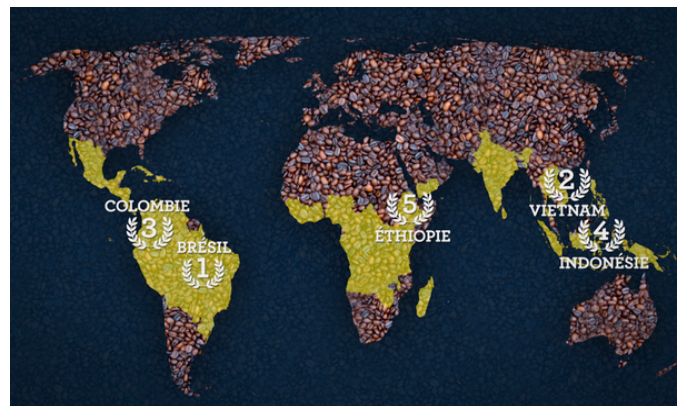 COLOMBIE
3
BRÉSIL
1
5
ÉTHIOPIE
2
VIETNAM
4
INDONÉSIE